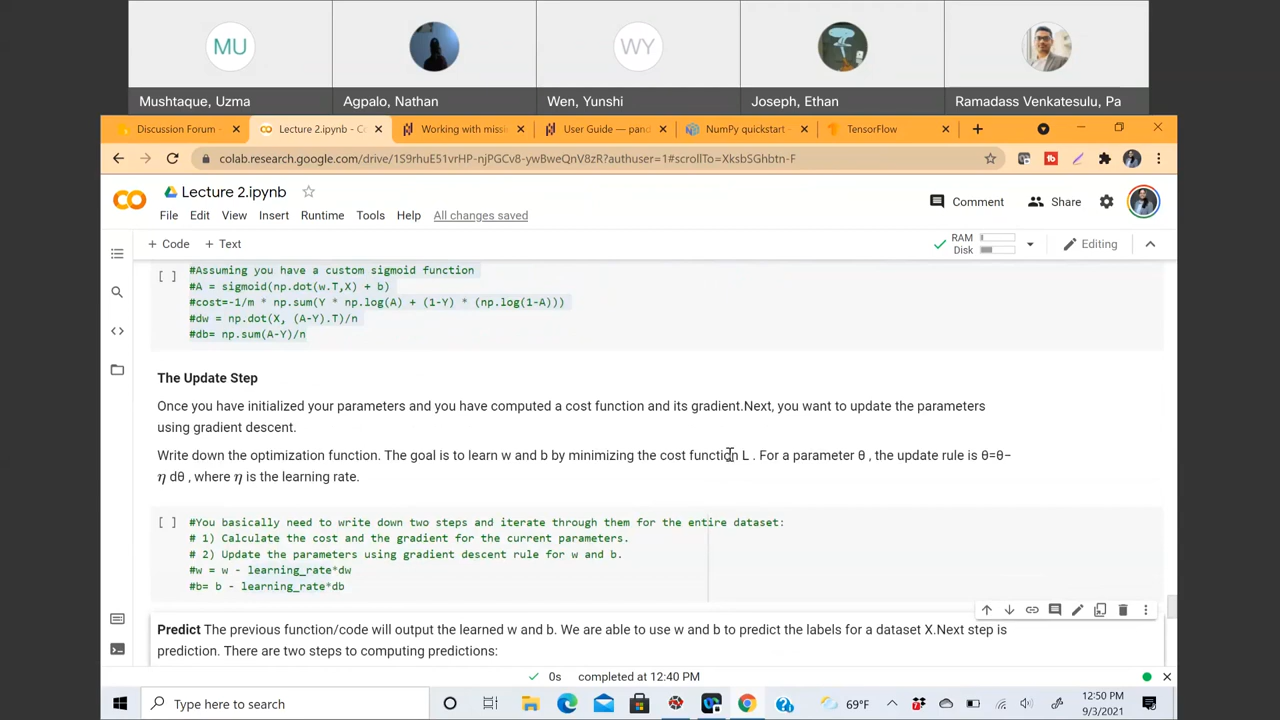 MU
WY
Mushtaque, Uzma
Agpalo, Nathan
Wen, Yunshi
Joseph, Ethan
Ramadass Venkatesulu, Pa
Discussion Forum -
Lecture 2.ipynb - C
Working with missi
User Guide — pand
NumPy quickstart -
TensorFlow
colab.research.google.com/drive/1S9rhuE51vrHP-njPGCv8-ywBweQnV8zR?authuser=1#scrollTo=XksbSGhbtn-F
Lecture 2.ipynb
Comment
Share
File Edit View Insert Runtime Tools Help All changes saved
+ Code + Text
RAM
Disk
Editing
[ ] #Assuming you have a custom sigmoid function
#A = sigmoid(np.dot(w.T,X) + b)
#cost=-1/m * np.sum(Y * np.log(A) + (1-Y) * (np.log(1-A)))
#dw = np.dot(X, (A-Y).T)/n
#db= np.sum(A-Y)/n
The Update Step
Once you have initialized your parameters and you have computed a cost function and its gradient.Next, you want to update the parameters
using gradient descent.
Write down the optimization function. The goal is to learn w and b by minimizing the cost function L . For a parameter θ , the update rule is θ=θ−
η dθ , where η is the learning rate.
[ ] #You basically need to write down two steps and iterate through them for the entire dataset:
# 1) Calculate the cost and the gradient for the current parameters.
# 2) Update the parameters using gradient descent rule for w and b.
#w = w - learning_rate*dw
#b= b - learning_rate*db
Predict The previous function/code will output the learned w and b. We are able to use w and b to predict the labels for a dataset X.Next step is
prediction. There are two steps to computing predictions:
0s completed at 12:40 PM
Type here to search
69°F
12:50 PM
9/3/2021